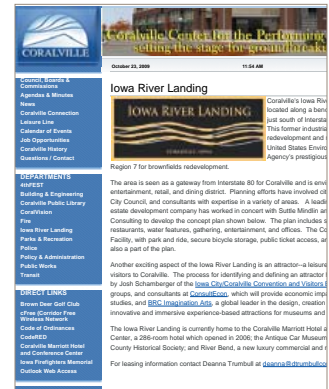 CORALVILLE
Coralville Center for the Performing
setting the stage for groundbreaki
October 23, 2009 11:54 AM
Council, Boards &
Commissions
Agendas & Minutes
News
Coralville Connection
Leisure Line
Calendar of Events
Job Opportunities
Coralville History
Questions / Contact
DEPARTMENTS
4thFEST
Building & Engineering
Coralville Public Library
CoralVision
Fire
Iowa River Landing
Parks & Recreation
Police
Policy & Administration
Public Works
Transit
DIRECT LINKS
Brown Deer Golf Club
cFree (Corridor Free
Wireless Network)
Code of Ordinances
CodeRED
Coralville Marriott Hotel
and Conference Center
Iowa Firefighters Memorial
Outlook Web Access
Iowa River Landing
IOWA RIVER LANDING
Coralville's Iowa Riv
located along a bend
just south of Interstat
This former industria
redevelopment and
United States Enviro
Agency's prestigious
Region 7 for brownfields redevelopment.
The area is seen as a gateway from Interstate 80 for Coralville and is envi
entertainment, retail, and dining district. Planning efforts have involved cit
City Council, and consultants with expertise in a variety of areas. A leadi
estate development company has worked in concert with Suttle Mindlin an
Consulting to develop the concept plan shown below. The plan includes s
restaurants, water features, gathering, entertainment, and offices. The Co
Facility, with park and ride, secure bicycle storage, public ticket access, an
also a part of the plan.
Another exciting aspect of the Iowa River Landing is an attractor--a leisure
visitors to Coralville. The process for identifying and defining an attractor
by Josh Schamberger of the Iowa City/Coralville Convention and Visitors
groups, and consultants at ConsultEcon, which will provide economic impa
studies, and BRC Imagination Arts, a global leader in the design, creation
innovative and immersive experience-based attractions for museums and
The Iowa River Landing is currently home to the Coralville Marriott Hotel a
Center, a 286-room hotel which opened in 2006; the Antique Car Museum
County Historical Society; and River Bend, a new luxury commercial and r
For leasing information contact Deanna Trumbull at deanna@dtrumbullco